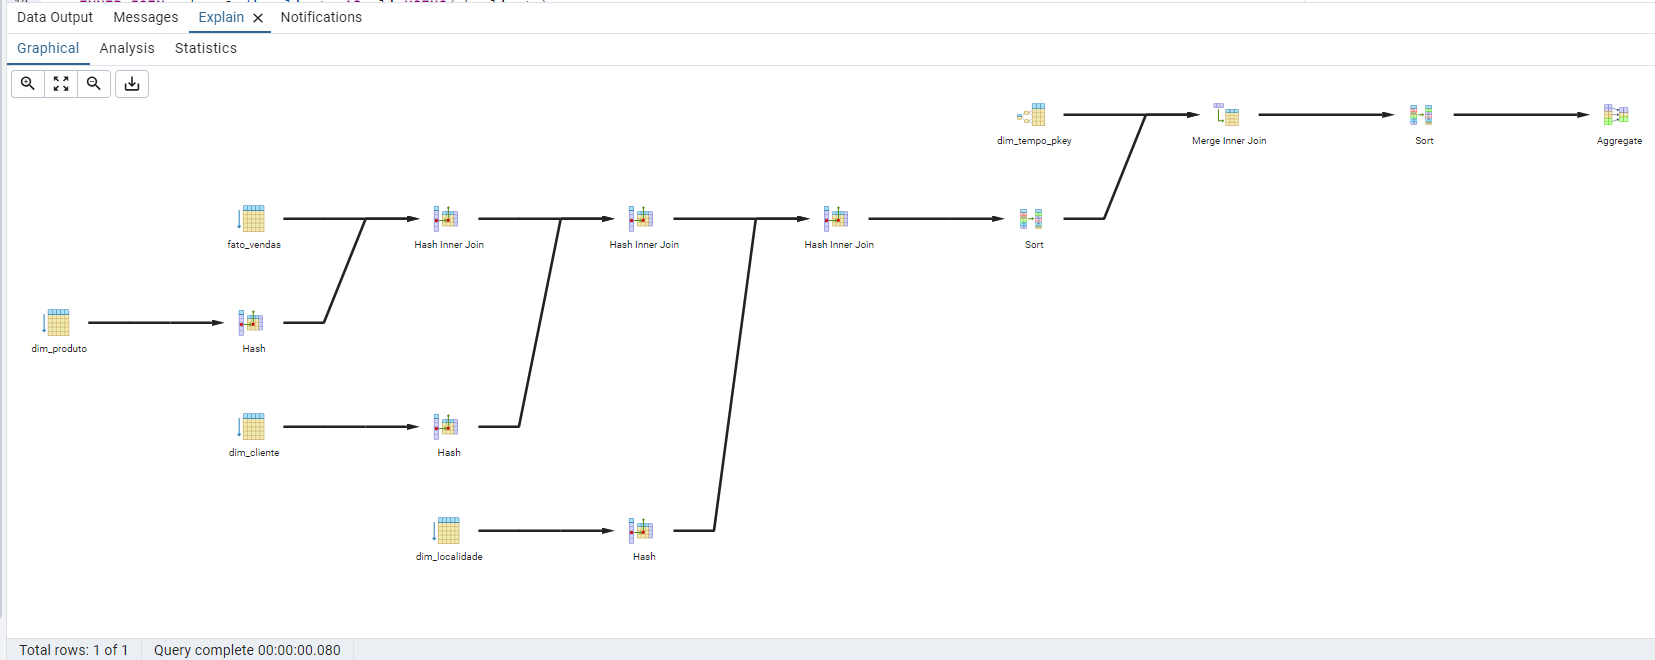 Data Output Messages Explain Notifications
Graphical Analysis Statistics
dim_tempo_pkey Merge Inner Join Sort Aggregate
fato_vendas Hash Inner Join Hash Inner Join Hash Inner Join Sort
dim_produto Hash
dim_cliente Hash
dim_localidade Hash
Total rows: 1 of 1 Query complete 00:00:00.080